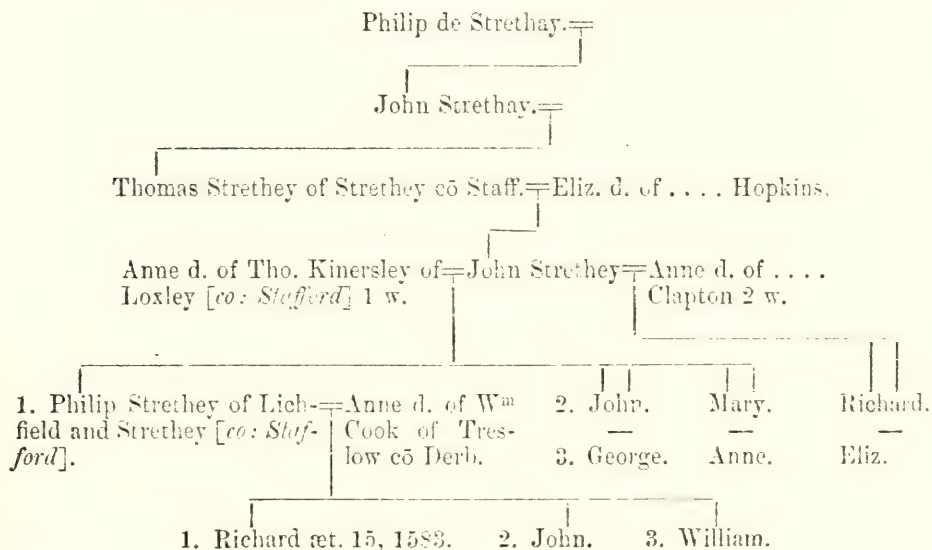 Philip de Strethay.
John Strethay.
Thomas Strethey of Strethey cō Staff. Eliz. d. of . . . . Hopkins.
Anne d. of Tho. Kinersley of John Strethey Anne d. of . . . .
Loxley [co: Stafford] 1 w. Clapton 2 w.
1. Philip Strethey of Lich- Anne d. of Wm 2. John. Mary. Richard.
field and Strethey [co: Staf- Cook of Tres- — — —
ford]. low cō Derb. 3. George. Anne. Eliz.
1. Richard æt. 15, 1583. 2. John. 3. William.